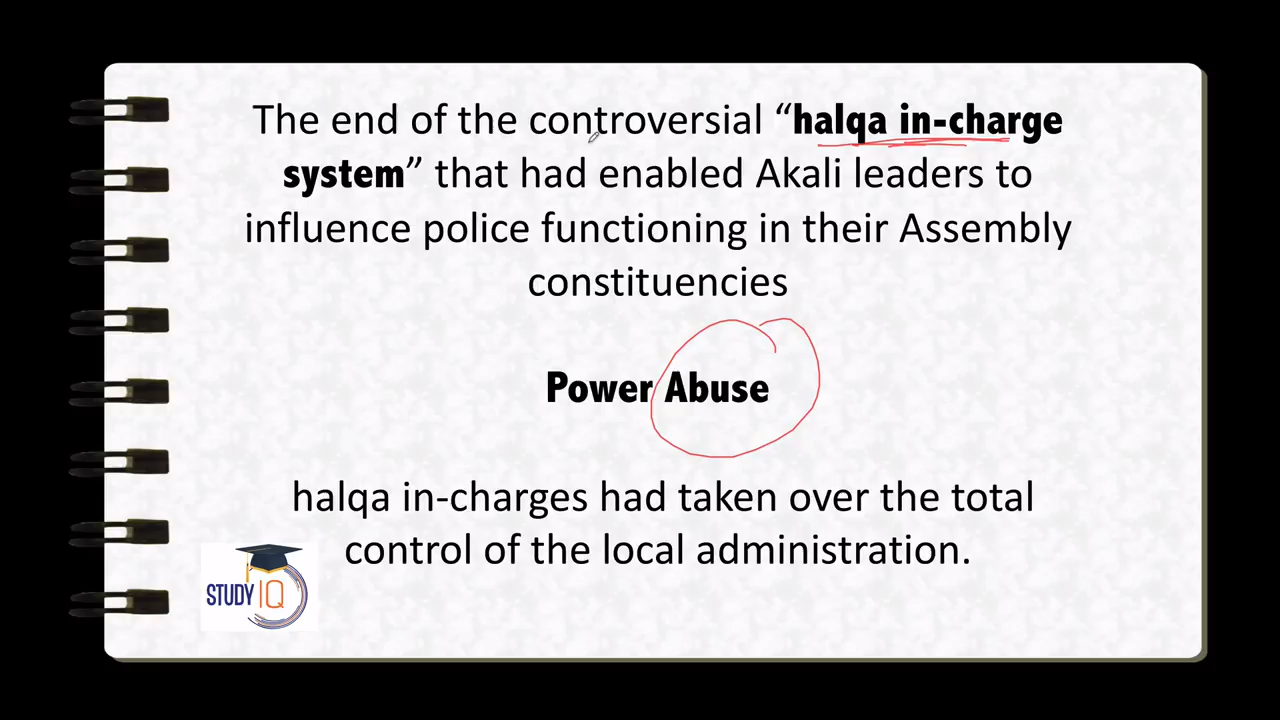 The end of the controversial “halqa in-charge
system” that had enabled Akali leaders to
influence police functioning in their Assembly
constituencies
Power Abuse
halqa in-charges had taken over the total
control of the local administration.
STUDY IQ